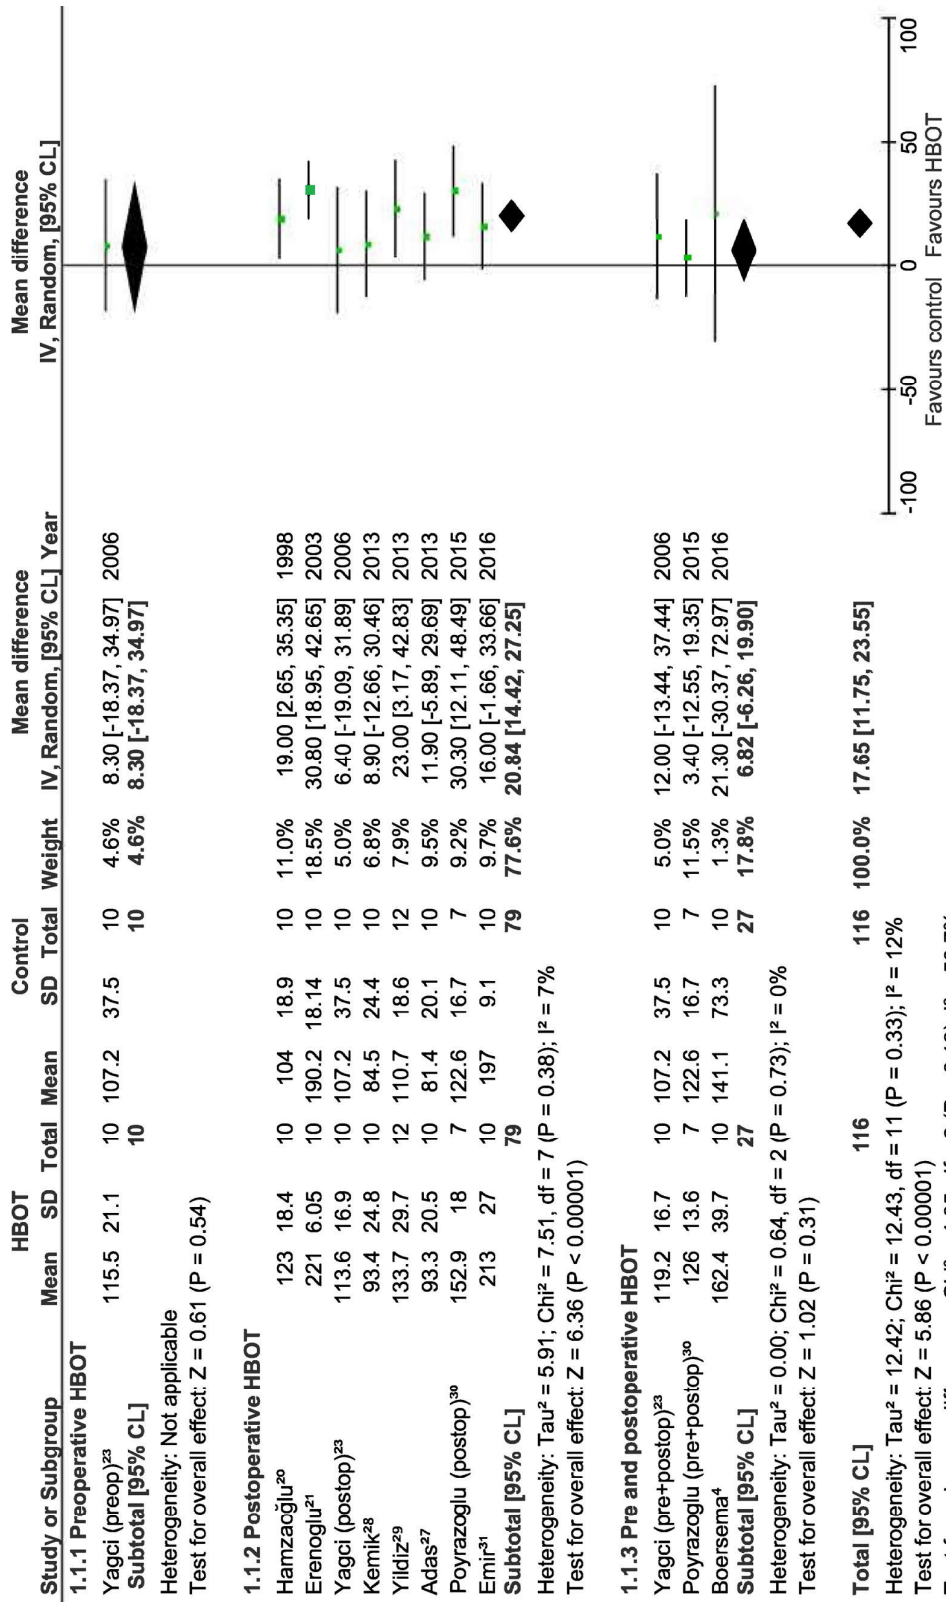 HBOT Control Mean difference Mean difference
Study or Subgroup Mean SD Total Mean SD Total Weight IV, Random, [95% CL] Year IV, Random, [95% CL]
1.1.1 Preoperative HBOT
Yagci (preop)²³ 115.5 21.1 10 107.2 37.5 10 4.6% 8.30 [-18.37, 34.97] 2006
Subtotal [95% CL] 10 10 4.6% 8.30 [-18.37, 34.97]
Heterogeneity: Not applicable
Test for overall effect: Z = 0.61 (P = 0.54)
1.1.2 Postoperative HBOT
Hamzaoğlu²⁰ 123 18.4 10 104 18.9 10 11.0% 19.00 [2.65, 35.35] 1998
Erenoglu²¹ 221 6.05 10 190.2 18.14 10 18.5% 30.80 [18.95, 42.65] 2003
Yagci (postop)²³ 113.6 16.9 10 107.2 37.5 10 5.0% 6.40 [-19.09, 31.89] 2006
Kemik²⁸ 93.4 24.8 10 84.5 24.4 10 6.8% 8.90 [-12.66, 30.46] 2013
Yildiz²⁹ 133.7 29.7 12 110.7 18.6 12 7.9% 23.00 [3.17, 42.83] 2013
Adas²⁷ 93.3 20.5 10 81.4 20.1 10 9.5% 11.90 [-5.89, 29.69] 2013
Poyrazoglu (postop)³⁰ 152.9 18 7 122.6 16.7 7 9.2% 30.30 [12.11, 48.49] 2015
Emir³¹ 213 27 10 197 9.1 10 9.7% 16.00 [-1.66, 33.66] 2016
Subtotal [95% CL] 79 79 77.6% 20.84 [14.42, 27.25]
Heterogeneity: Tau² = 5.91; Chi² = 7.51, df = 7 (P = 0.38); I² = 7%
Test for overall effect: Z = 6.36 (P < 0.00001)
1.1.3 Pre and postoperative HBOT
Yagci (pre+postop)²³ 119.2 16.7 10 107.2 37.5 10 5.0% 12.00 [-13.44, 37.44] 2006
Poyrazoglu (pre+postop)³⁰ 126 13.6 7 122.6 16.7 7 11.5% 3.40 [-12.55, 19.35] 2015
Boersema⁴ 162.4 39.7 10 141.1 73.3 10 1.3% 21.30 [-30.37, 72.97] 2016
Subtotal [95% CL] 27 27 17.8% 6.82 [-6.26, 19.90]
Heterogeneity: Tau² = 0.00; Chi² = 0.64, df = 2 (P = 0.73); I² = 0%
Test for overall effect: Z = 1.02 (P = 0.31)
Total [95% CL] 116 116 100.0% 17.65 [11.75, 23.55]
Heterogeneity: Tau² = 12.42; Chi² = 12.43, df = 11 (P = 0.33); I² = 12%
Test for overall effect: Z = 5.86 (P < 0.00001)
-100 -50 0 50 100
Favours control Favours HBOT